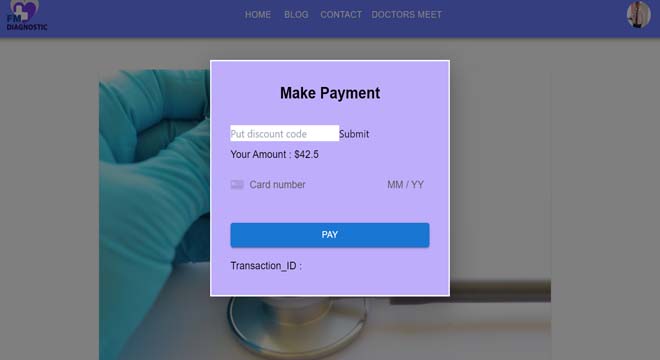 FM
DIAGNOSTIC
HOME BLOG CONTACT DOCTORS MEET
Make Payment
Put discount code Submit
Your Amount : $42.5
Card number MM / YY
PAY
Transaction_ID :